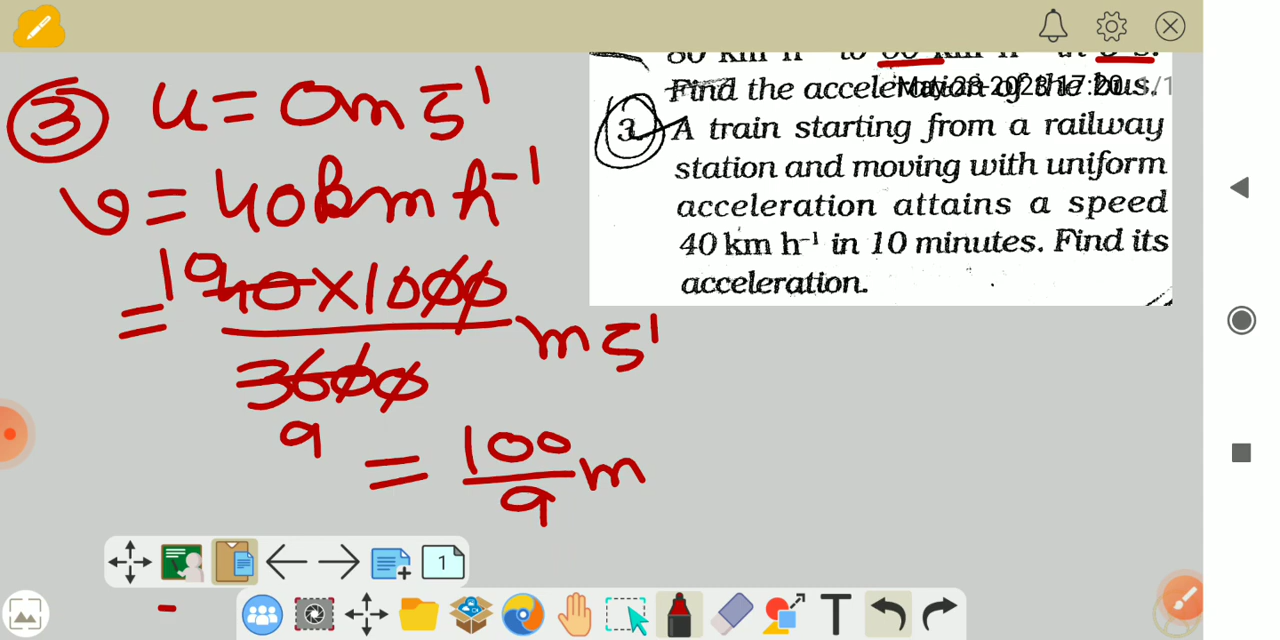 3 u = 0 m s⁻¹
v = 40 km h⁻¹
= 10 40 × 1000 / 3600 9 m s⁻¹
= 100/9 m
Find the acceleration of the bus.
3 A train starting from a railway
station and moving with uniform
acceleration attains a speed
40 km h⁻¹ in 10 minutes. Find its
acceleration.
1
T